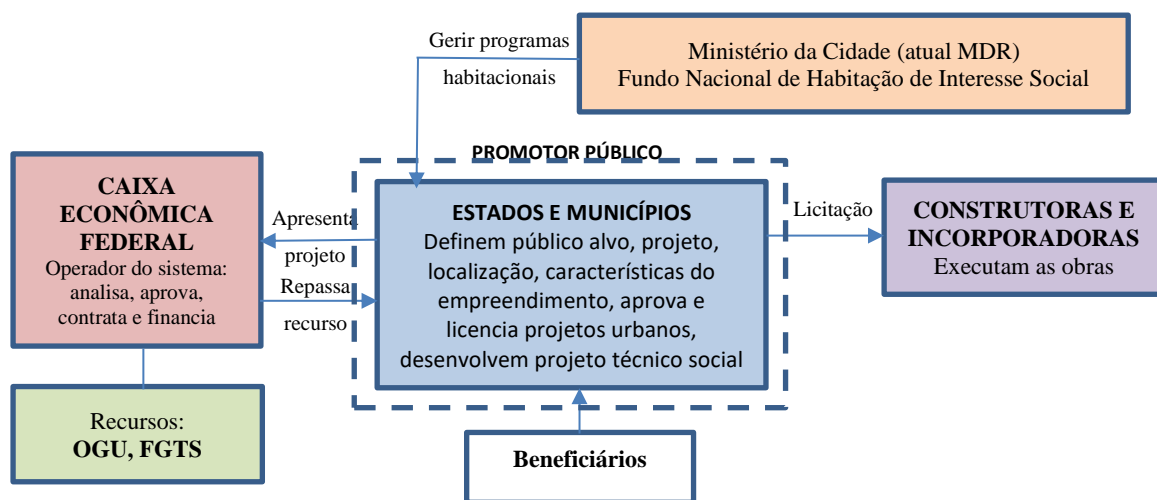 Gerir programas
habitacionais
Ministério da Cidade (atual MDR)
Fundo Nacional de Habitação de Interesse Social
PROMOTOR PÚBLICO
CAIXA
ECONÔMICA
FEDERAL
Operador do sistema:
analisa, aprova,
contrata e financia
Apresenta
projeto
Repassa
recurso
ESTADOS E MUNICÍPIOS
Definem público alvo, projeto,
localização, características do
empreendimento, aprova e
licencia projetos urbanos,
desenvolvem projeto técnico social
Licitação
CONSTRUTORAS E
INCORPORADORAS
Executam as obras
Recursos:
OGU, FGTS
Beneficiários